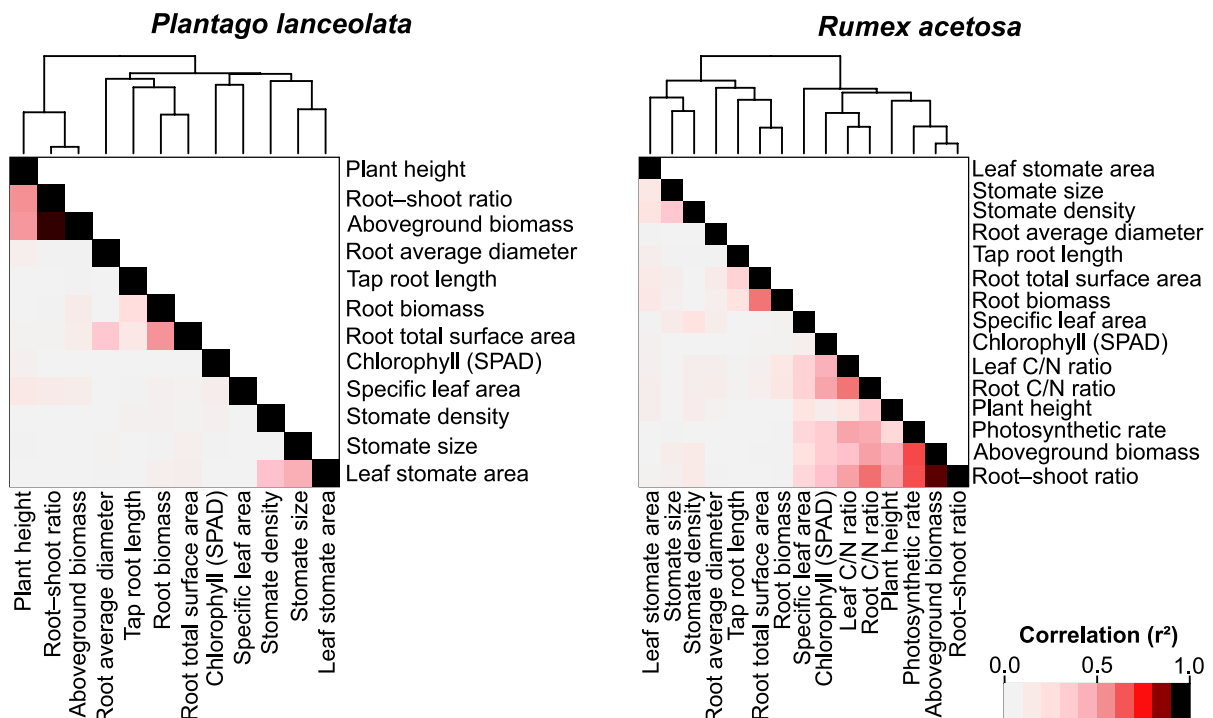 Plantago lanceolata
Plant height
Root–shoot ratio
Aboveground biomass
Root average diameter
Tap root length
Root biomass
Root total surface area
Chlorophyll (SPAD)
Specific leaf area
Stomate density
Stomate size
Leaf stomate area
Plant height
Root–shoot ratio
Aboveground biomass
Root average diameter
Tap root length
Root biomass
Root total surface area
Chlorophyll (SPAD)
Specific leaf area
Stomate density
Stomate size
Leaf stomate area
Rumex acetosa
Leaf stomate area
Stomate size
Stomate density
Root average diameter
Tap root length
Root total surface area
Root biomass
Specific leaf area
Chlorophyll (SPAD)
Leaf C/N ratio
Root C/N ratio
Plant height
Photosynthetic rate
Aboveground biomass
Root–shoot ratio
Leaf stomate area
Stomate size
Stomate density
Root average diameter
Tap root length
Root total surface area
Root biomass
Specific leaf area
Chlorophyll (SPAD)
Leaf C/N ratio
Root C/N ratio
Plant height
Photosynthetic rate
Aboveground biomass
Root–shoot ratio
Correlation (r²)
0.0 0.5 1.0